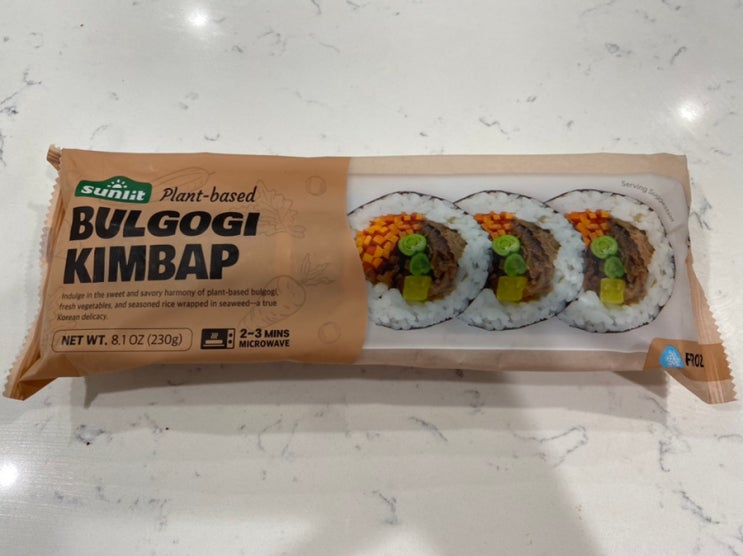 sunlit
Plant-based
BULGOGI
KIMBAP
Indulge in the sweet and savory harmony of plant-based bulgogi,
fresh vegetables, and seasoned rice wrapped in seaweed—a true
Korean delicacy.
NET WT. 8.1 OZ (230g)
2-3 MINS
MICROWAVE
Serving Suggestion
FROZ